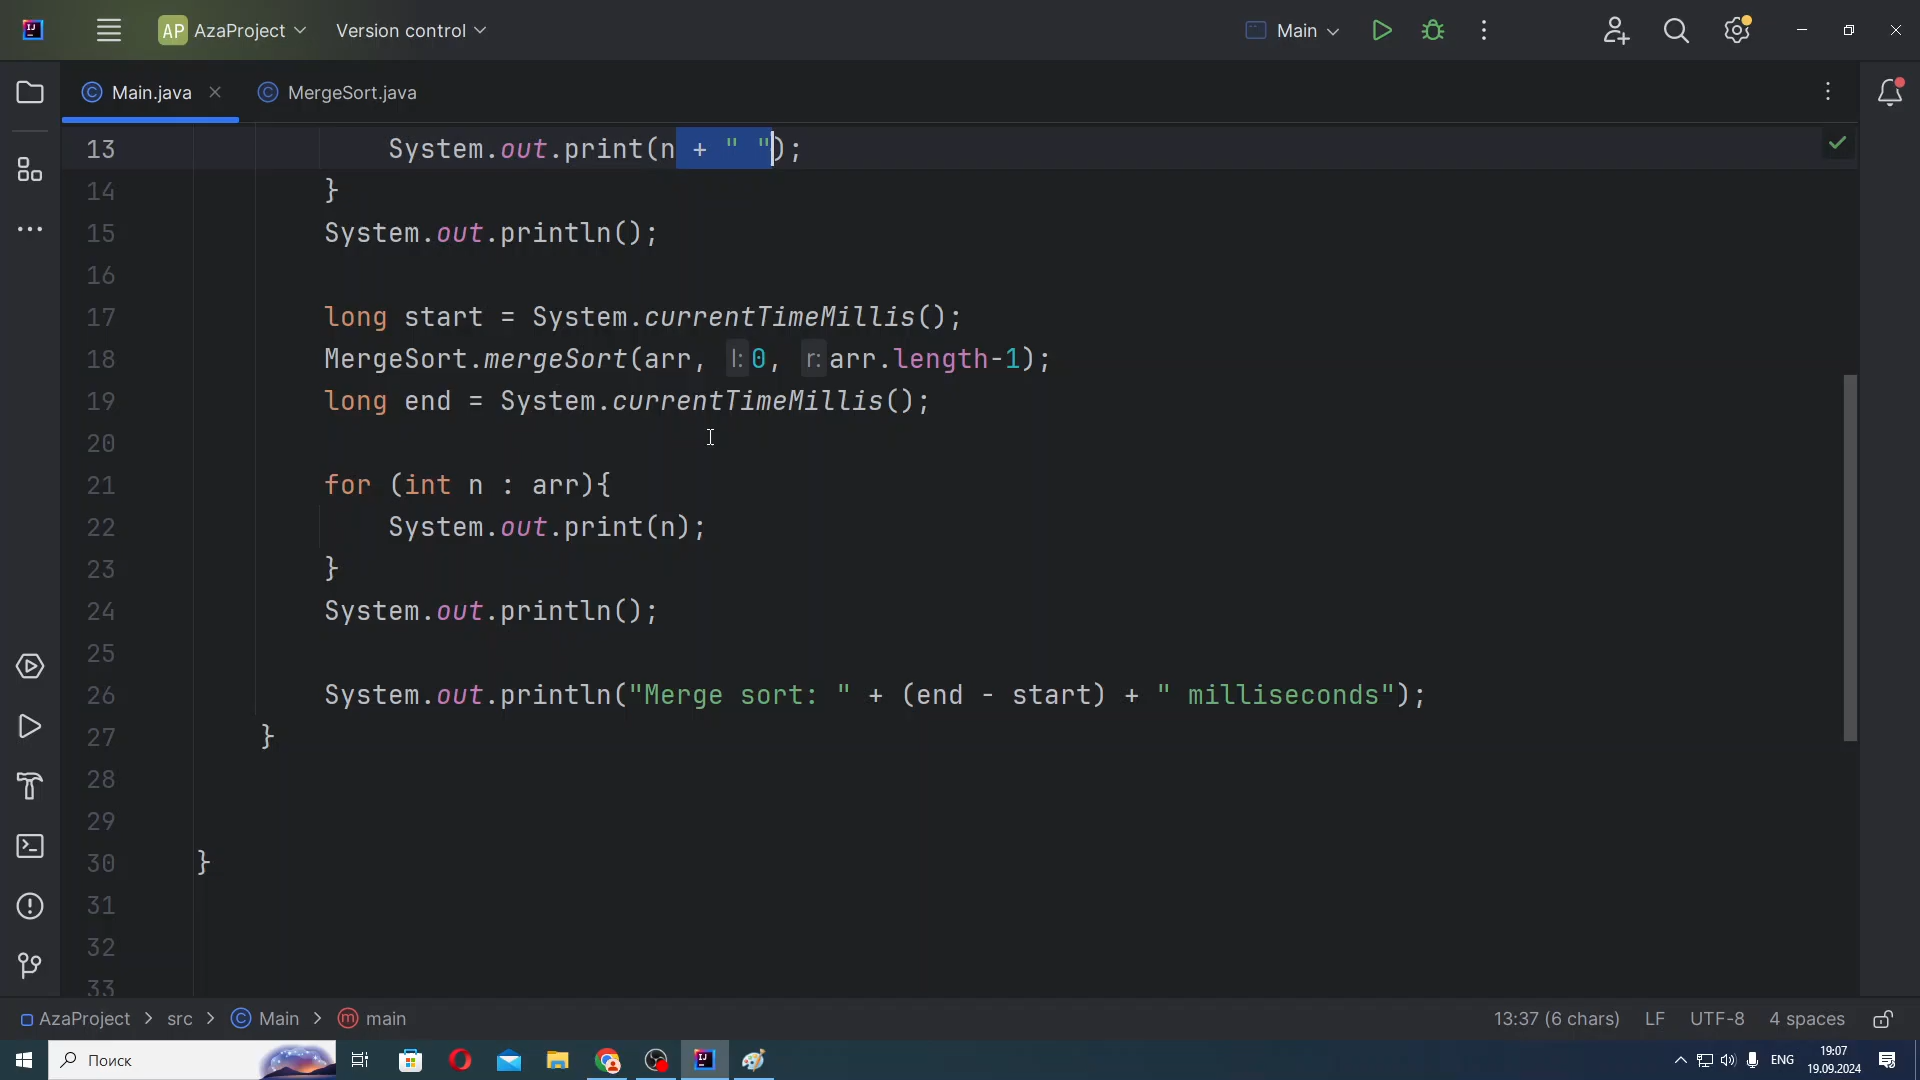 AP AzaProject Version control Main
Main.java MergeSort.java
13 System.out.print(n + " ");
14 }
15 System.out.println();
16
17 long start = System.currentTimeMillis();
18 MergeSort.mergeSort(arr, l: 0, r: arr.length-1);
19 long end = System.currentTimeMillis();
20
21 for (int n : arr){
22 System.out.print(n);
23 }
24 System.out.println();
25
26 System.out.println("Merge sort: " + (end - start) + " milliseconds");
27 }
28
29
30 }
31
32
33
AzaProject > src > Main > main 13:37 (6 chars) LF UTF-8 4 spaces
Поиск ENG 19:07
19.09.2024